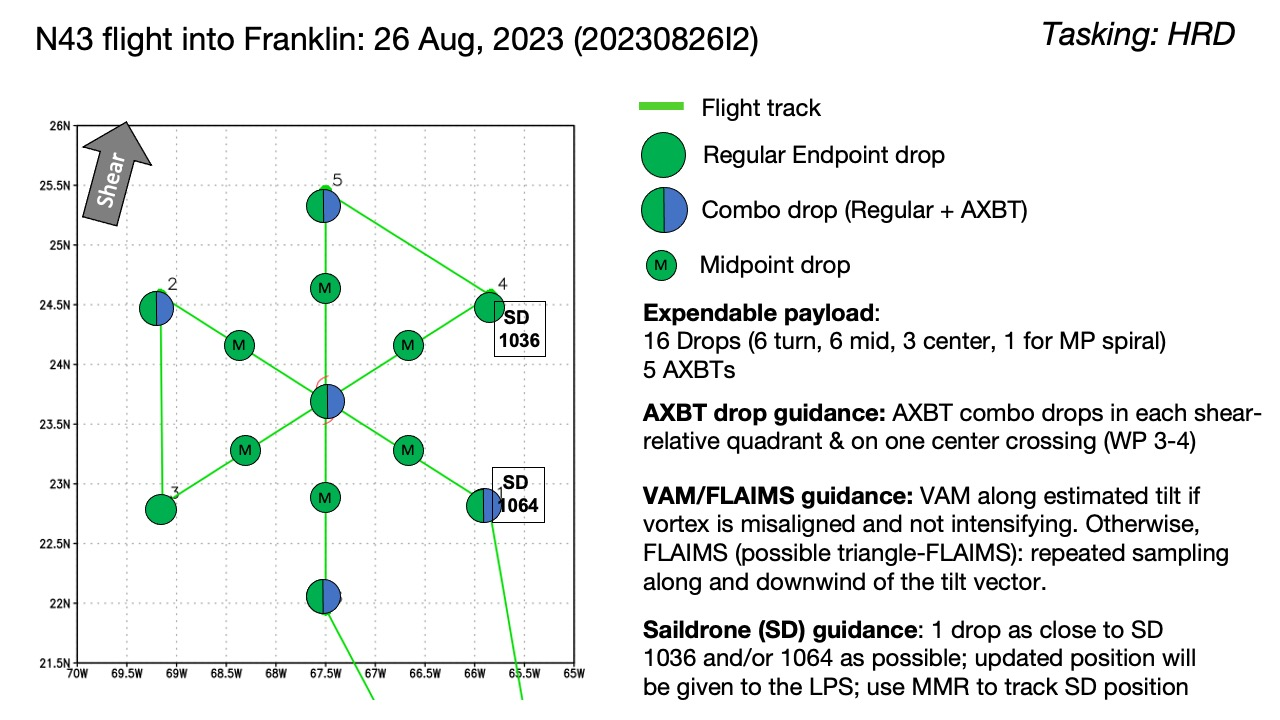 N43 flight into Franklin: 26 Aug, 2023 (20230826I2)
Tasking: HRD
Shear
26N
25.5N
25N
24.5N
24N
23.5N
23N
22.5N
22N
21.5N
70W
69.5W
69W
68.5W
68W
67.5W
67W
66.5W
66W
65.5W
65W
5
2
4
3
M
M
M
M
M
M
SD
1036
SD
1064
Flight track
Regular Endpoint drop
Combo drop (Regular + AXBT)
M
Midpoint drop
Expendable payload:
16 Drops (6 turn, 6 mid, 3 center, 1 for MP spiral)
5 AXBTs
AXBT drop guidance: AXBT combo drops in each shear-
relative quadrant & on one center crossing (WP 3-4)
VAM/FLAIMS guidance: VAM along estimated tilt if
vortex is misaligned and not intensifying. Otherwise,
FLAIMS (possible triangle-FLAIMS): repeated sampling
along and downwind of the tilt vector.
Saildrone (SD) guidance: 1 drop as close to SD
1036 and/or 1064 as possible; updated position will
be given to the LPS; use MMR to track SD position